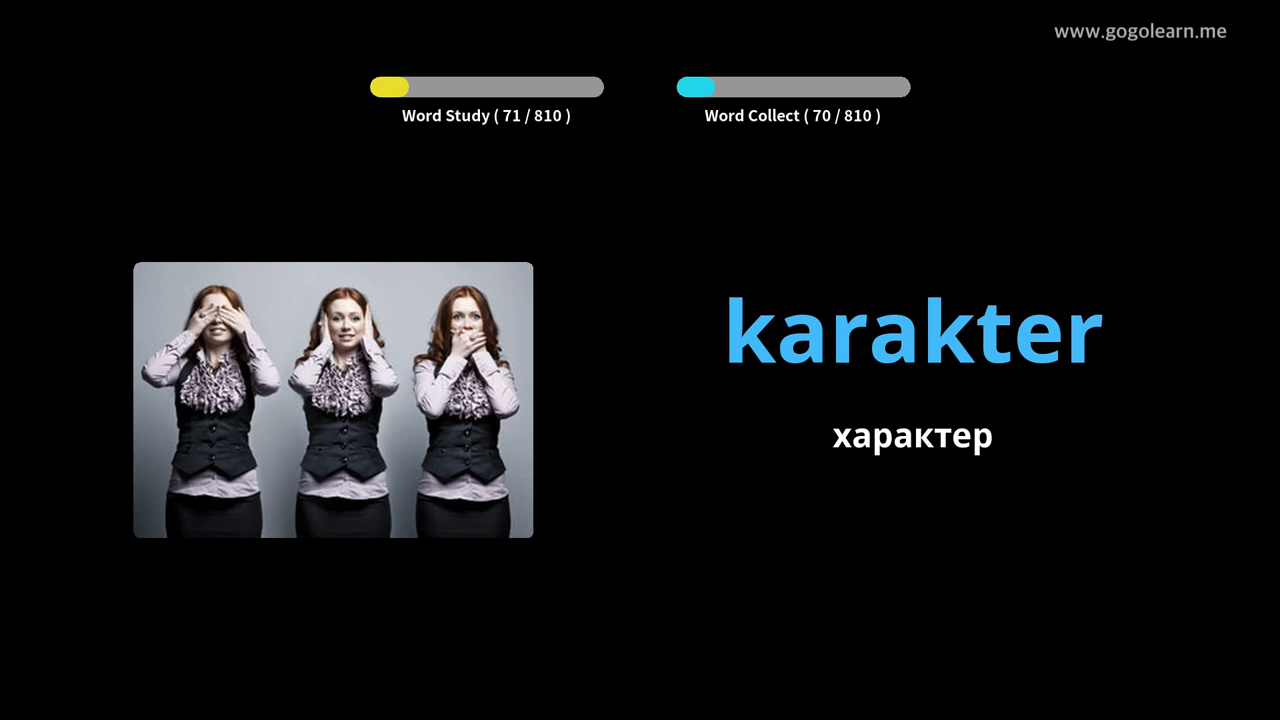 www.gogolearn.me
Word Study ( 71 / 810 )
Word Collect ( 70 / 810 )
karakter
характер